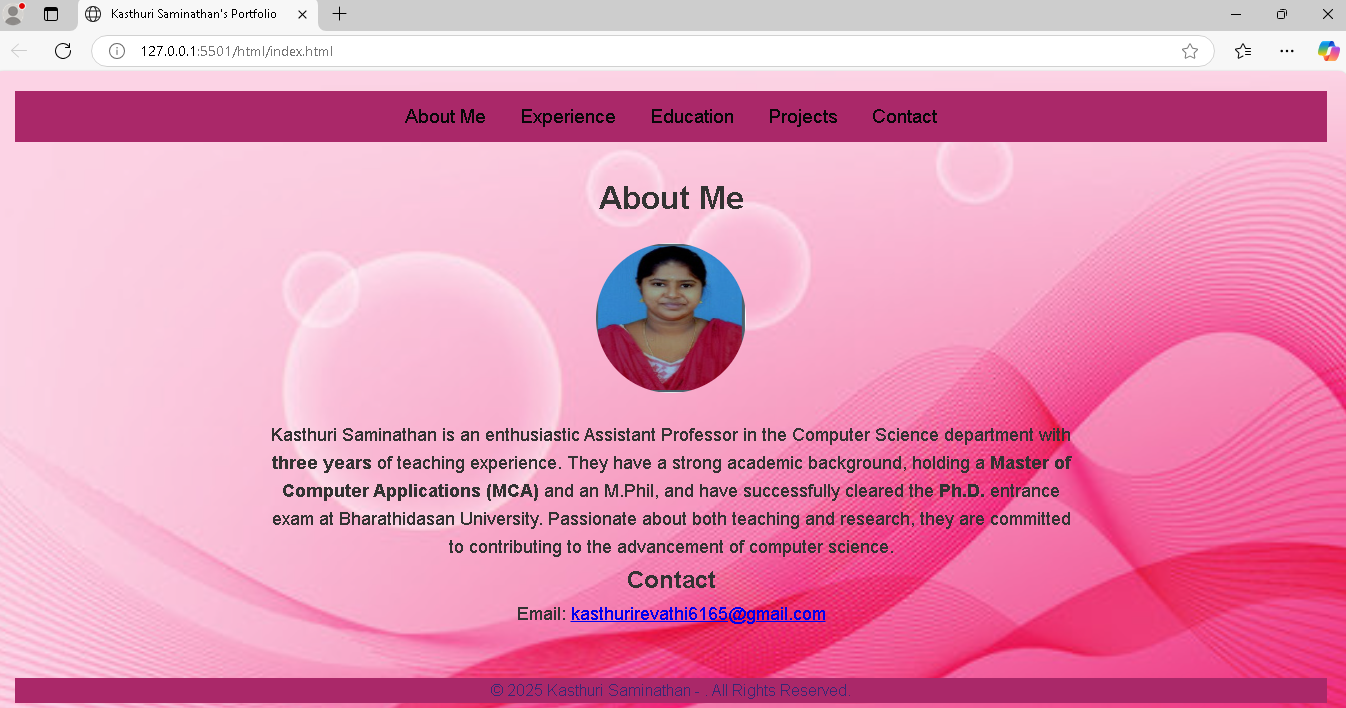 Kasthuri Saminathan's Portfolio
127.0.0.1:5501/html/index.html
About Me Experience Education Projects Contact
About Me
Kasthuri Saminathan is an enthusiastic Assistant Professor in the Computer Science department with
three years of teaching experience. They have a strong academic background, holding a Master of
Computer Applications (MCA) and an M.Phil, and have successfully cleared the Ph.D. entrance
exam at Bharathidasan University. Passionate about both teaching and research, they are committed
to contributing to the advancement of computer science.
Contact
Email: kasthurirevathi6165@gmail.com
© 2025 Kasthuri Saminathan - . All Rights Reserved.